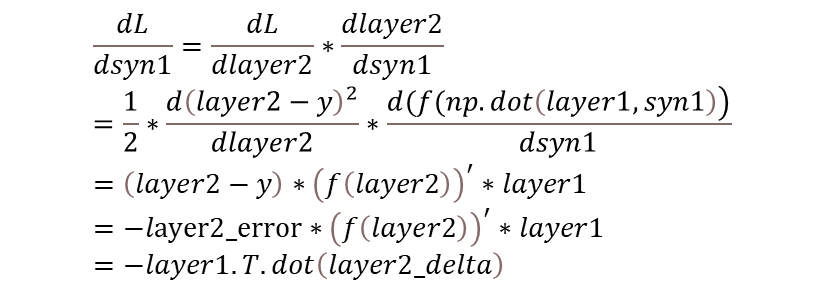 dL/dsyn1 = dL/dlayer2 * dlayer2/dsyn1
= 1/2 * d(layer2 − y)²/dlayer2 * d(f(np.dot(layer1, syn1))/dsyn1
= (layer2 − y) * (f(layer2))′ * layer1
= −layer2_error * (f(layer2))′ * layer1
= −layer1.T.dot(layer2_delta)